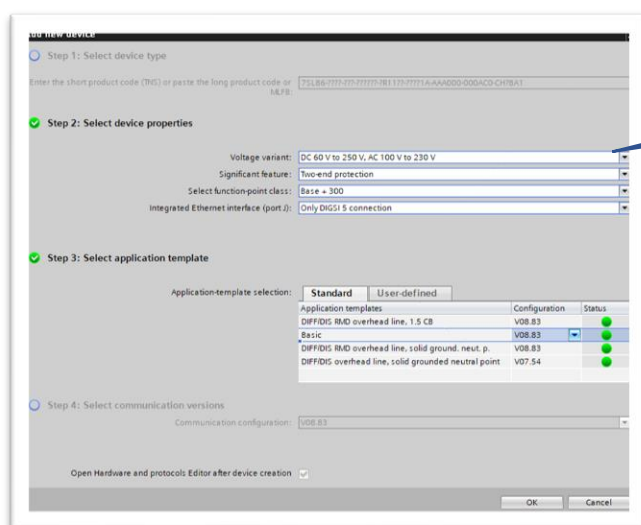 Add new device
Step 1: Select device type
Enter the short product code (TNS) or paste the long product code or MLFB:
Step 2: Select device properties
Voltage variant: DC 60 V to 250 V, AC 100 V to 230 V
Significant feature: Two-end protection
Select function-point class: Base + 300
Integrated Ethernet interface (port J): Only DIGSI 5 connection
Step 3: Select application template
Application-template selection: Standard User-defined
Application templates Configuration Status
DIFF/DIS RMD overhead line, 1.5 CB V08.83
Basic V08.83
DIFF/DIS RMD overhead line, solid ground. neut. p. V08.83
DIFF/DIS overhead line, solid grounded neutral point V07.54
Step 4: Select communication versions
Communication configuration: V08.83
Open Hardware and protocols Editor after device creation
OK Cancel